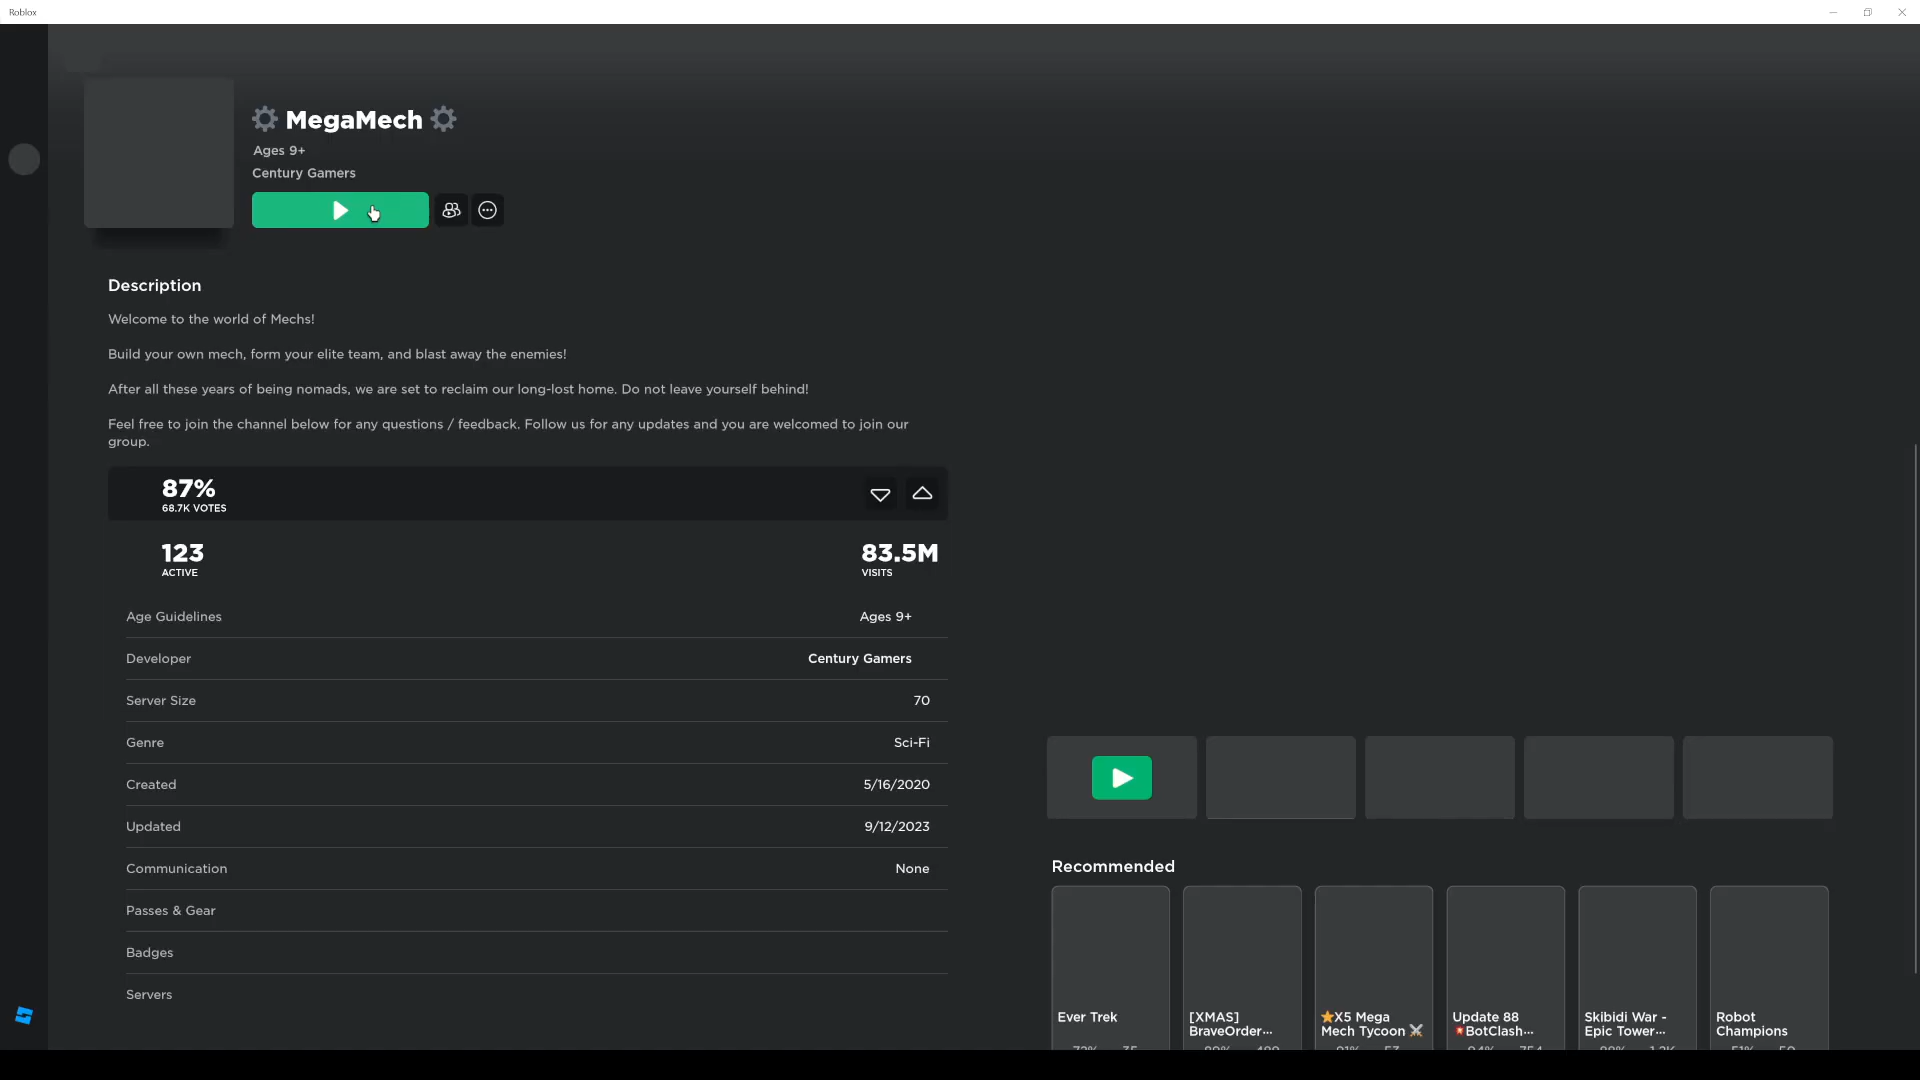 Roblox
MegaMech
Ages 9+
Century Gamers
Description
Welcome to the world of Mechs!
Build your own mech, form your elite team, and blast away the enemies!
After all these years of being nomads, we are set to reclaim our long-lost home. Do not leave yourself behind!
Feel free to join the channel below for any questions / feedback. Follow us for any updates and you are welcomed to join our
group.
87%
68.7K VOTES
123
ACTIVE
83.5M
VISITS
Age Guidelines
Ages 9+
Developer
Century Gamers
Server Size
70
Genre
Sci-Fi
Created
5/16/2020
Updated
9/12/2023
Communication
None
Passes & Gear
Badges
Servers
Recommended
Ever Trek
[XMAS]
BraveOrder...
⭐X5 Mega
Mech Tycoon ⚔
Update 88
💥BotClash...
Skibidi War -
Epic Tower...
Robot
Champions